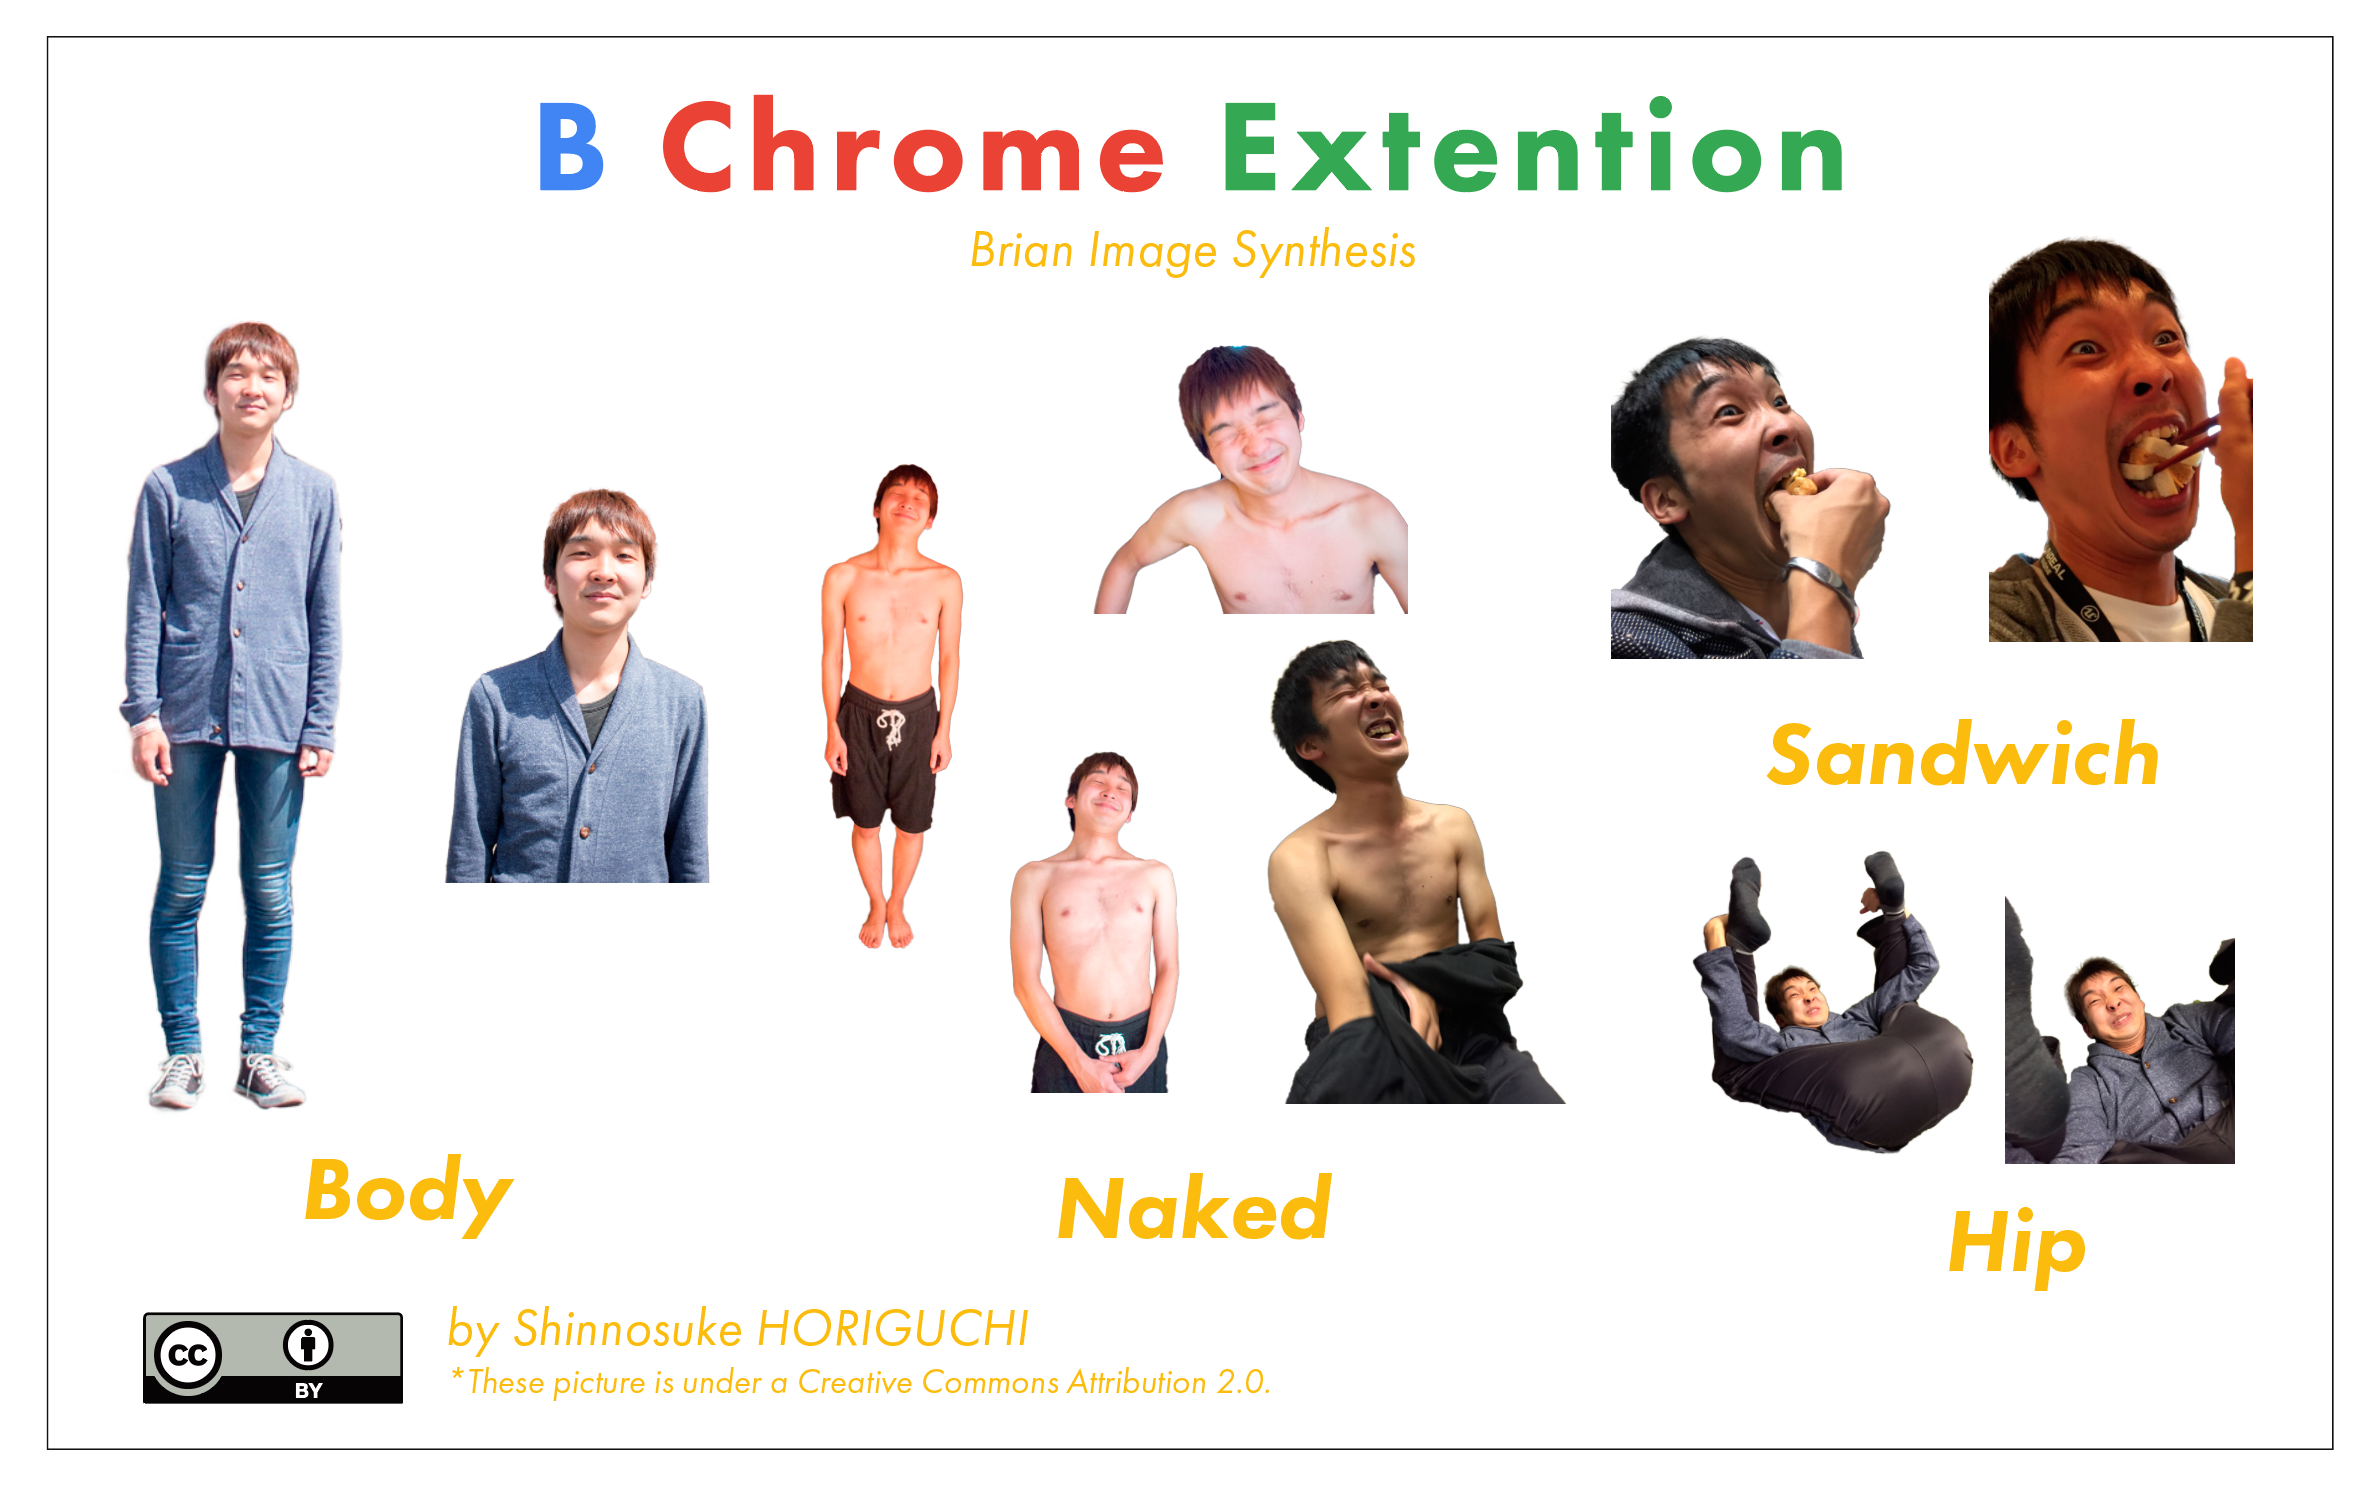 B Chrome Extention
Brian Image Synthesis
Sandwich
Body
Naked
Hip
by Shinnosuke HORIGUCHI
*These picture is under a Creative Commons Attribution 2.0.
CC
BY